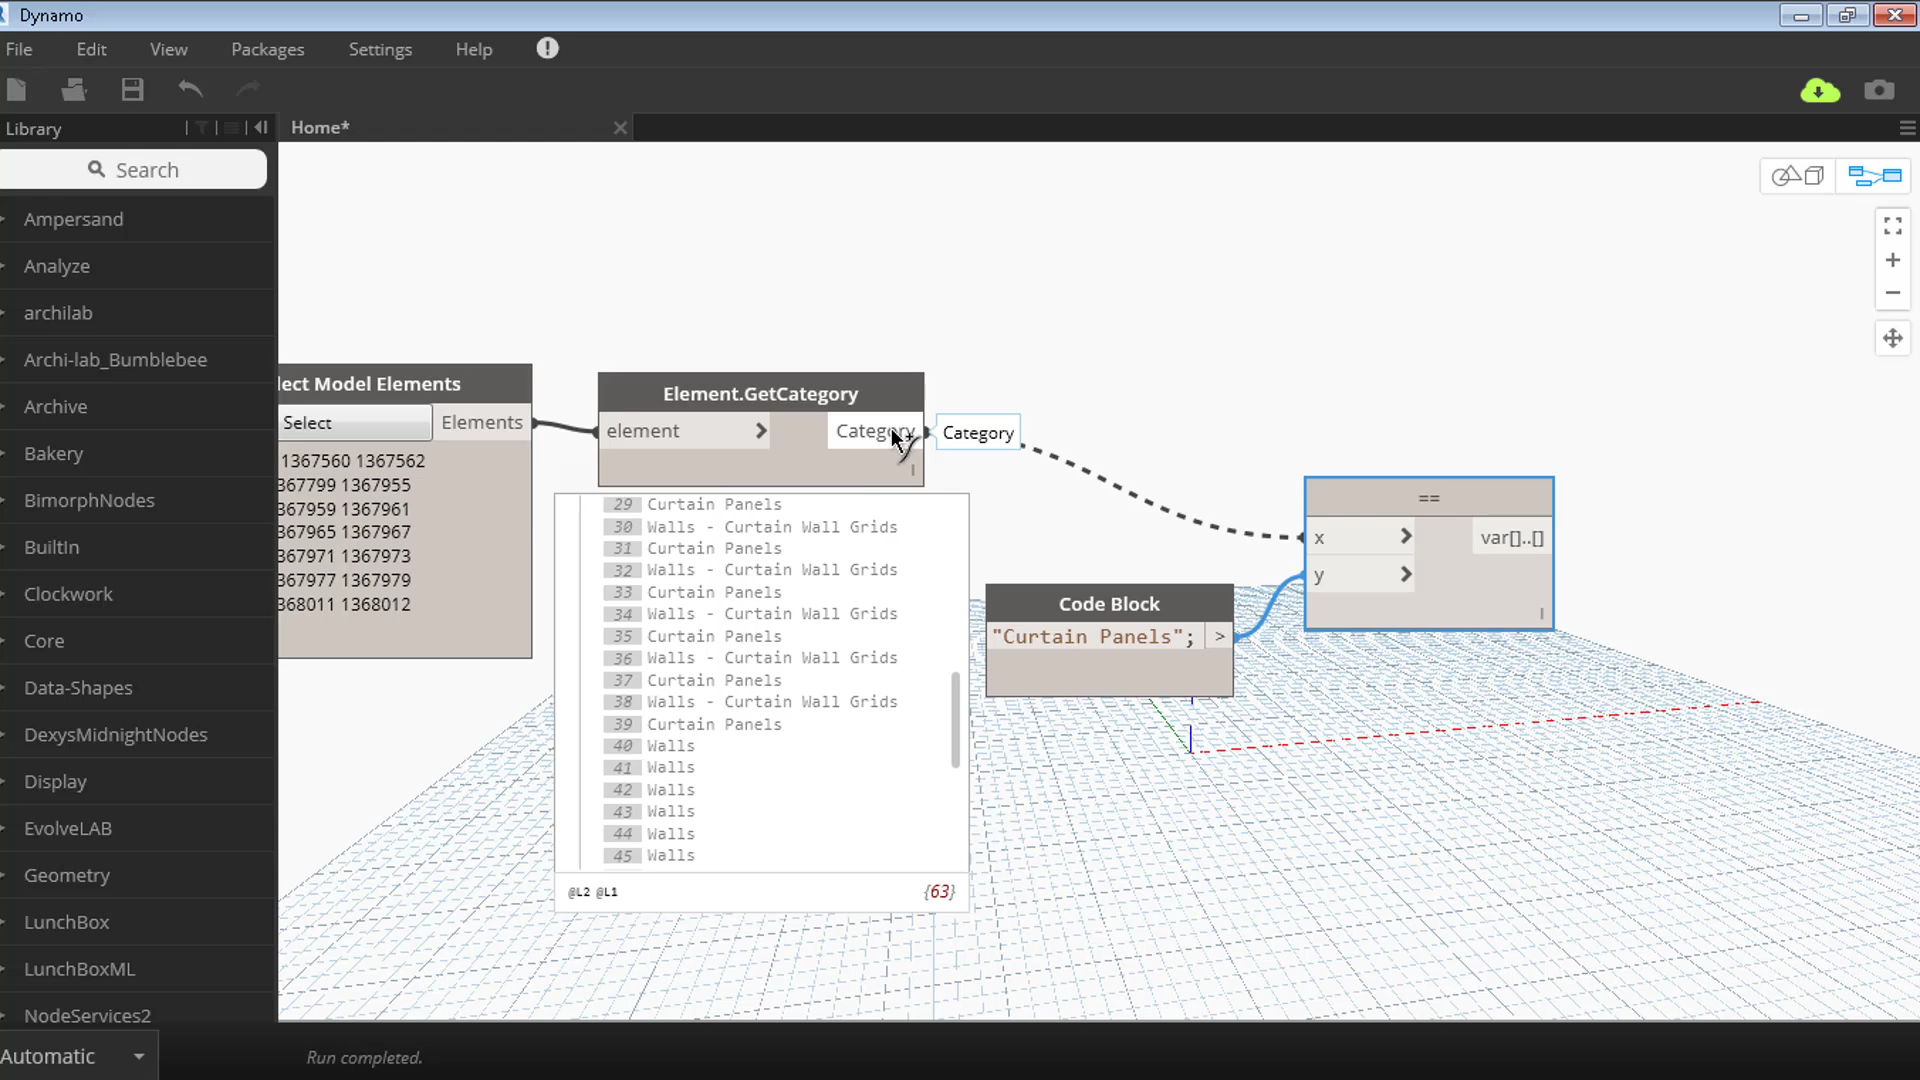 Dynamo
File Edit View Packages Settings Help
Library
Home*
Search
Ampersand
Analyze
archilab
Archi-lab_Bumblebee
Archive
Bakery
BimorphNodes
BuiltIn
Clockwork
Core
Data-Shapes
DexysMidnightNodes
Display
EvolveLAB
Geometry
LunchBox
LunchBoxML
NodeServices2
lect Model Elements
Select Elements
1367560 1367562
367799 1367955
367959 1367961
367965 1367967
367971 1367973
367977 1367979
368011 1368012
Element.GetCategory
element > Category
Category
29 Curtain Panels
30 Walls - Curtain Wall Grids
31 Curtain Panels
32 Walls - Curtain Wall Grids
33 Curtain Panels
34 Walls - Curtain Wall Grids
35 Curtain Panels
36 Walls - Curtain Wall Grids
37 Curtain Panels
38 Walls - Curtain Wall Grids
39 Curtain Panels
40 Walls
41 Walls
42 Walls
43 Walls
44 Walls
45 Walls
@L2 @L1 {63}
Code Block
"Curtain Panels"; >
==
x > var[]..[]
y >
Automatic
Run completed.